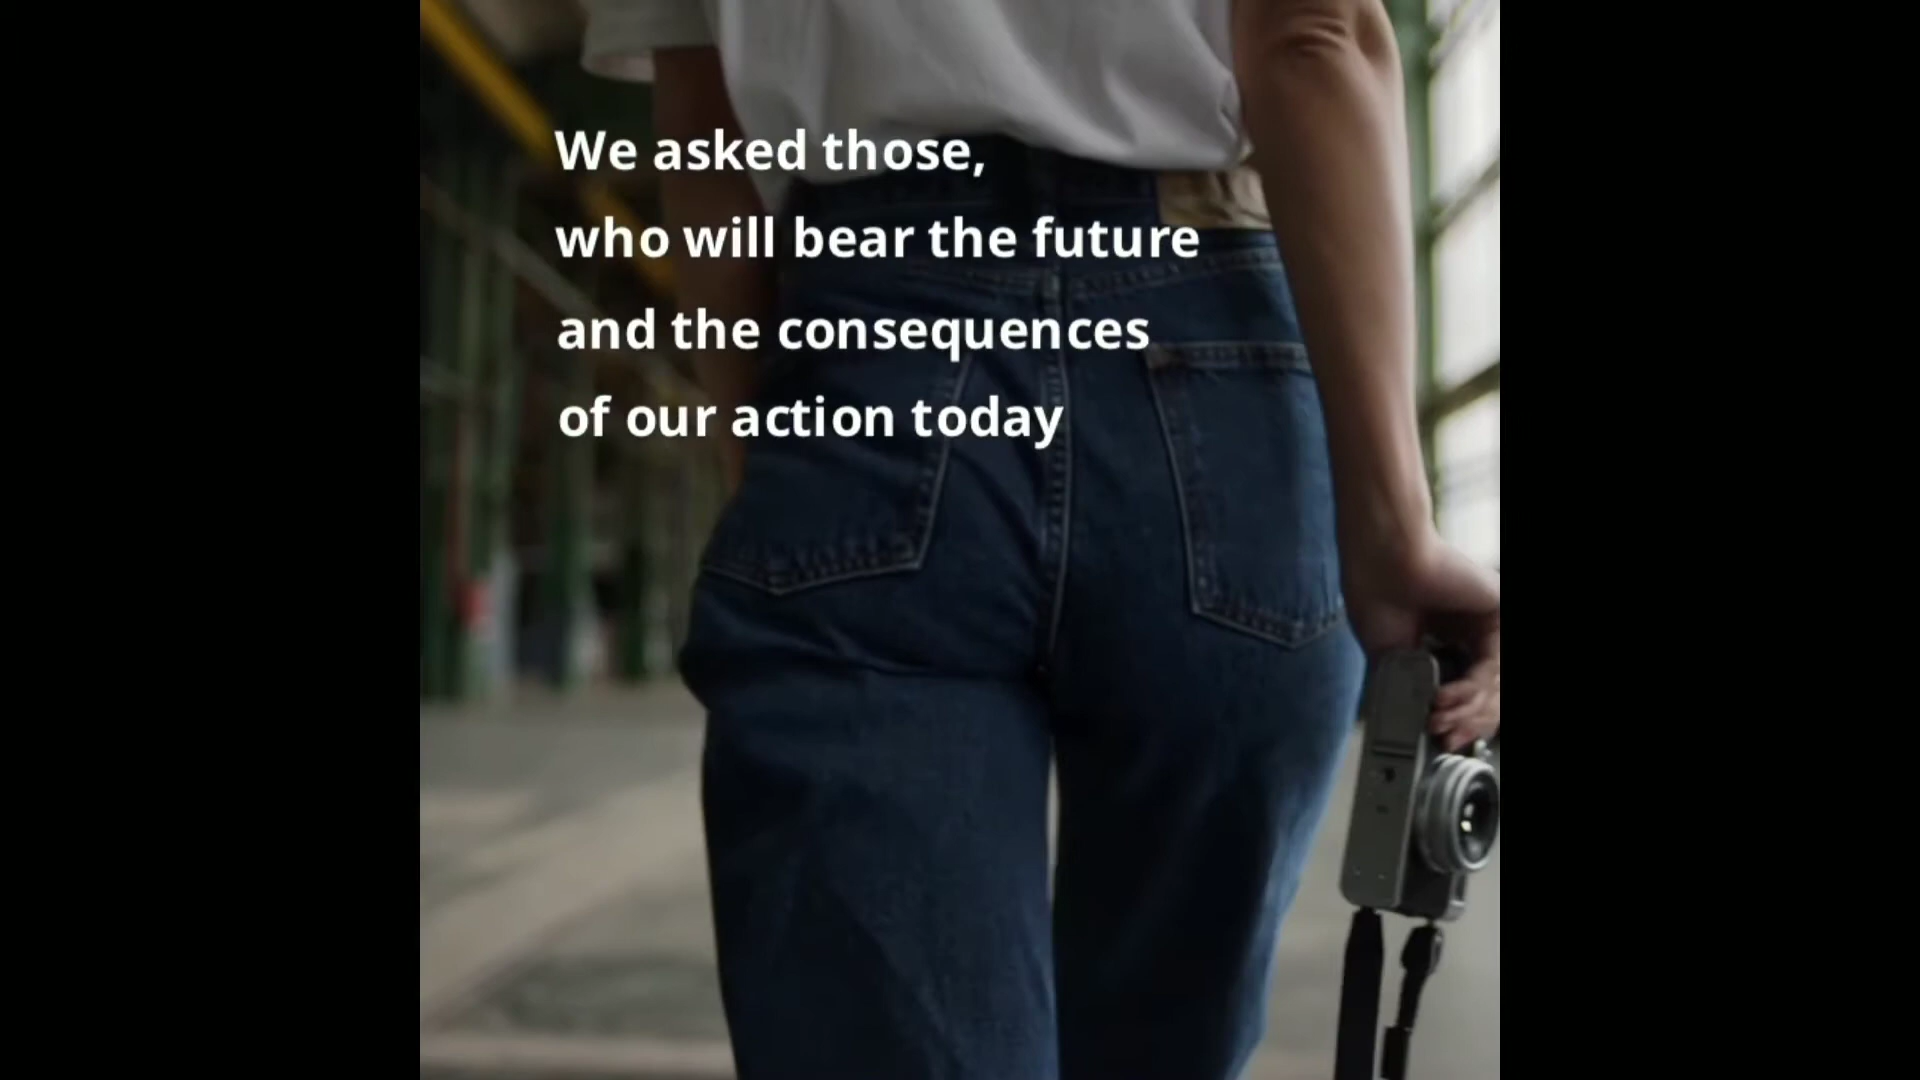 We asked those,
who will bear the future
and the consequences
of our action today